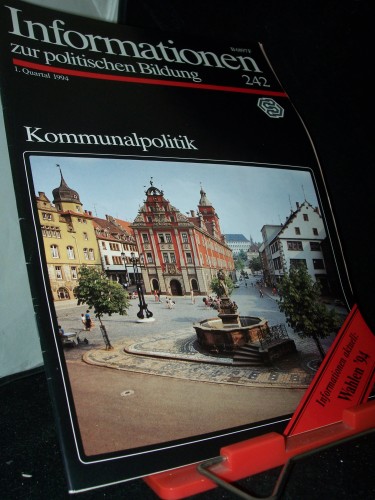 Informationen
zur politischen Bildung
1. Quartal 1994
242
Kommunalpolitik
Informationen aktuell:
Wahlen '94